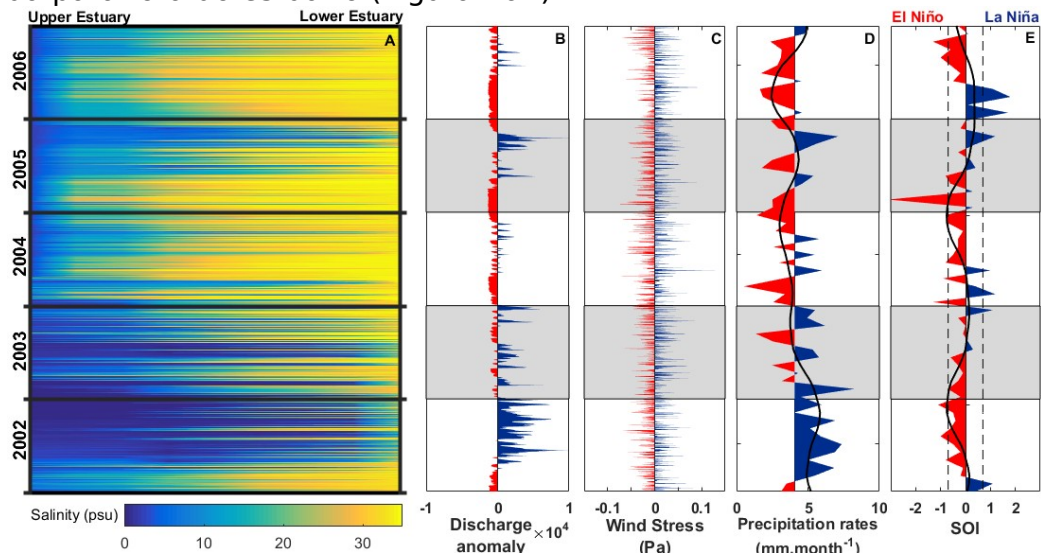 Upper Estuary Lower Estuary El Niño La Niña
A B C D E
2006
2005
2004
2003
2002
-1 0 1 -0.1 0 0.1 0 5 10 -2 -1 0 1 2
Salinity (psu) Discharge ×10⁴ Wind Stress Precipitation rates SOI
anomaly (Pa) (mm.month⁻¹)
0 10 20 30